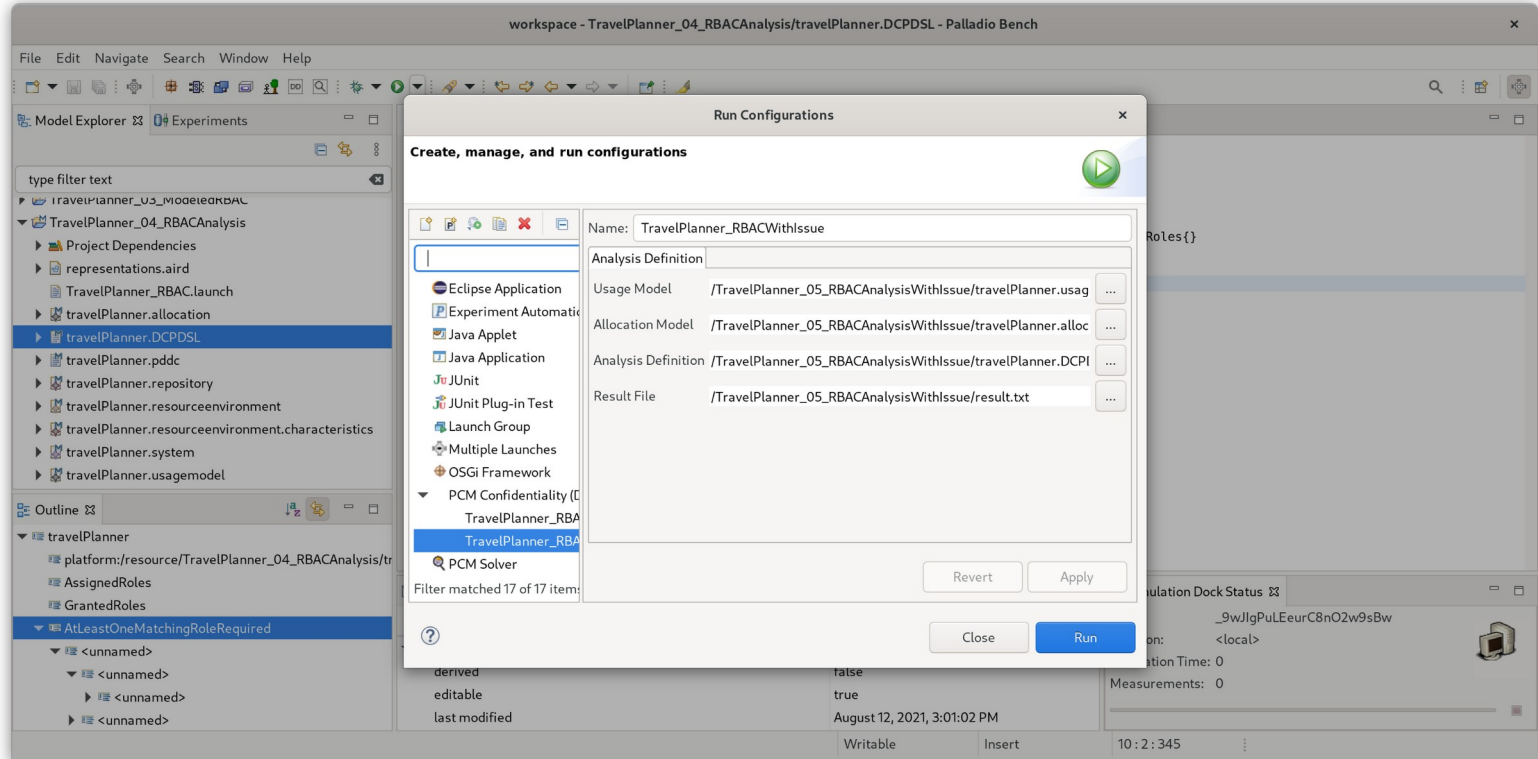 workspace - TravelPlanner_04_RBACAnalysis/travelPlanner.DCPDSL - Palladio Bench
File Edit Navigate Search Window Help
Model Explorer Experiments
type filter text
TravelPlanner_03_ModeledRBAC
TravelPlanner_04_RBACAnalysis
Project Dependencies
representations.aird
TravelPlanner_RBAC.launch
travelPlanner.allocation
travelPlanner.DCPDSL
travelPlanner.pddc
travelPlanner.repository
travelPlanner.resourceenvironment
travelPlanner.resourceenvironment.characteristics
travelPlanner.system
travelPlanner.usagemodel
Outline
travelPlanner
platform:/resource/TravelPlanner_04_RBACAnalysis/tr
AssignedRoles
GrantedRoles
AtLeastOneMatchingRoleRequired
<unnamed>
<unnamed>
<unnamed>
<unnamed>
Run Configurations
Create, manage, and run configurations
Eclipse Application
Experiment Automatic
Java Applet
Java Application
JUnit
JUnit Plug-in Test
Launch Group
Multiple Launches
OSGi Framework
PCM Confidentiality (D
TravelPlanner_RBA
TravelPlanner_RBA
PCM Solver
Filter matched 17 of 17 items
Name: TravelPlanner_RBACWithIssue
Analysis Definition
Usage Model /TravelPlanner_05_RBACAnalysisWithIssue/travelPlanner.usag ...
Allocation Model /TravelPlanner_05_RBACAnalysisWithIssue/travelPlanner.alloc ...
Analysis Definition /TravelPlanner_05_RBACAnalysisWithIssue/travelPlanner.DCPI ...
Result File /TravelPlanner_05_RBACAnalysisWithIssue/result.txt ...
Revert Apply
Close Run
Roles{}
derived false
editable true
last modified August 12, 2021, 3:01:02 PM
ulation Dock Status
_9wJIgPuLEeurC8nO2w9sBw
on: <local>
ation Time: 0
Measurements: 0
Writable Insert 10 : 2 : 345